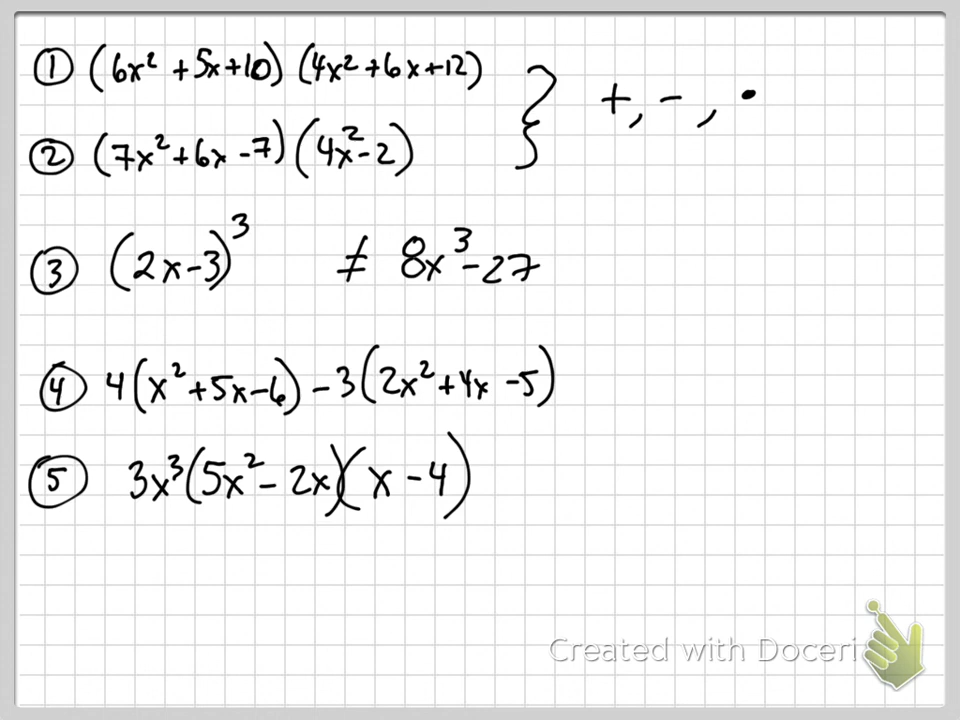 ① (6x² + 5x + 10) (4x² + 6x + 12) } +, -, •
② (7x² + 6x - 7) (4x² - 2)
③ (2x - 3)³ ≠ 8x³ - 27
④ 4(x² + 5x - 6) - 3(2x² + 4x - 5)
⑤ 3x³(5x² - 2x)(x - 4)
Created with Doceri